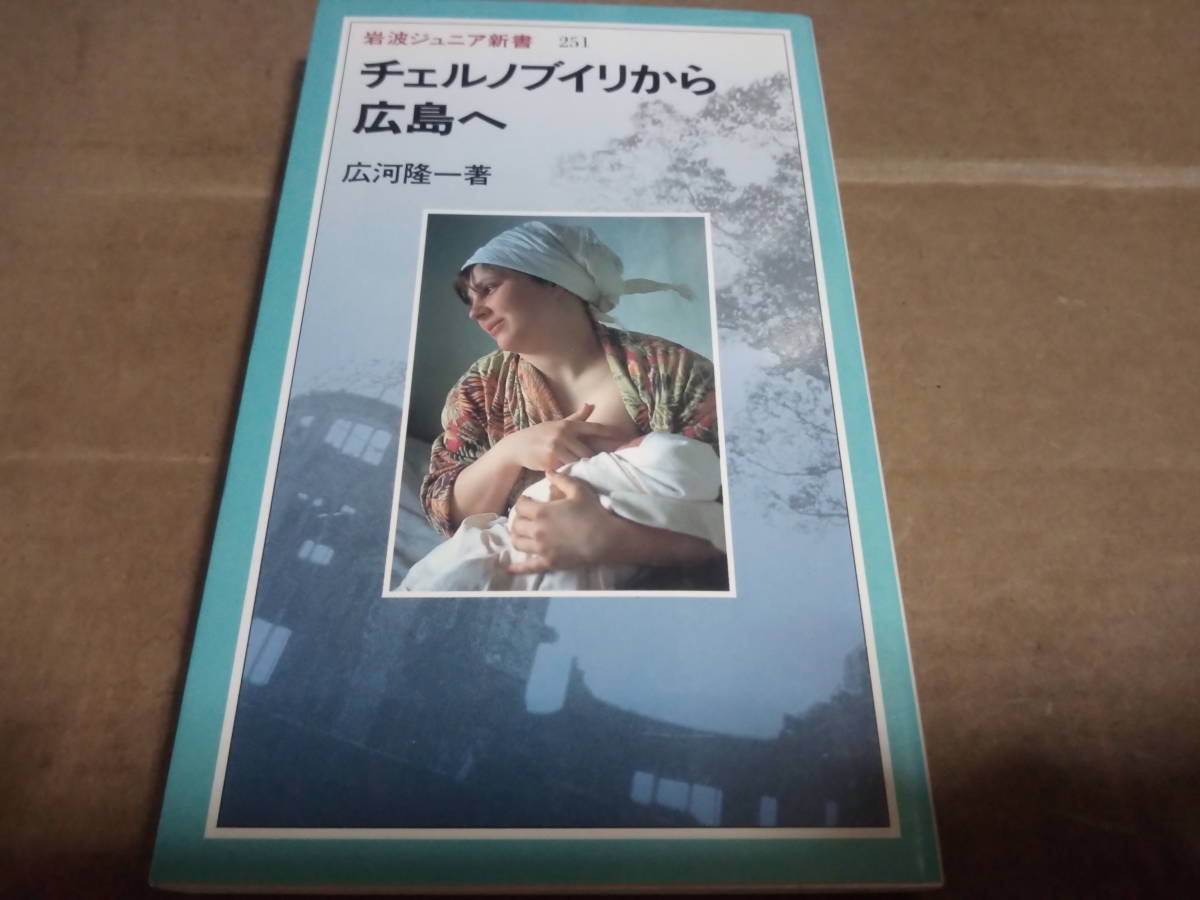 岩波ジュニア新書 251
チェルノブイリから
広島へ
広河隆一著